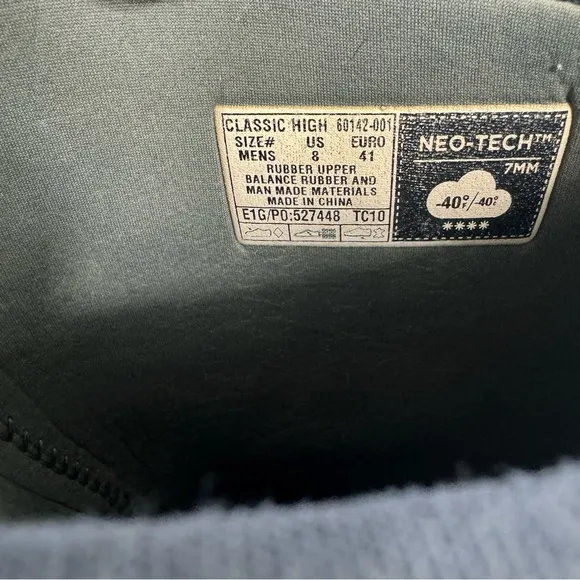 CLASSIC HIGH 60142-001
SIZE# US EURO
MENS 8 41
RUBBER UPPER
BALANCE RUBBER AND
MAN MADE MATERIALS
MADE IN CHINA
E1G/PO:527448 TC10
NEO-TECH™
7MM
-40°F/-40°
****